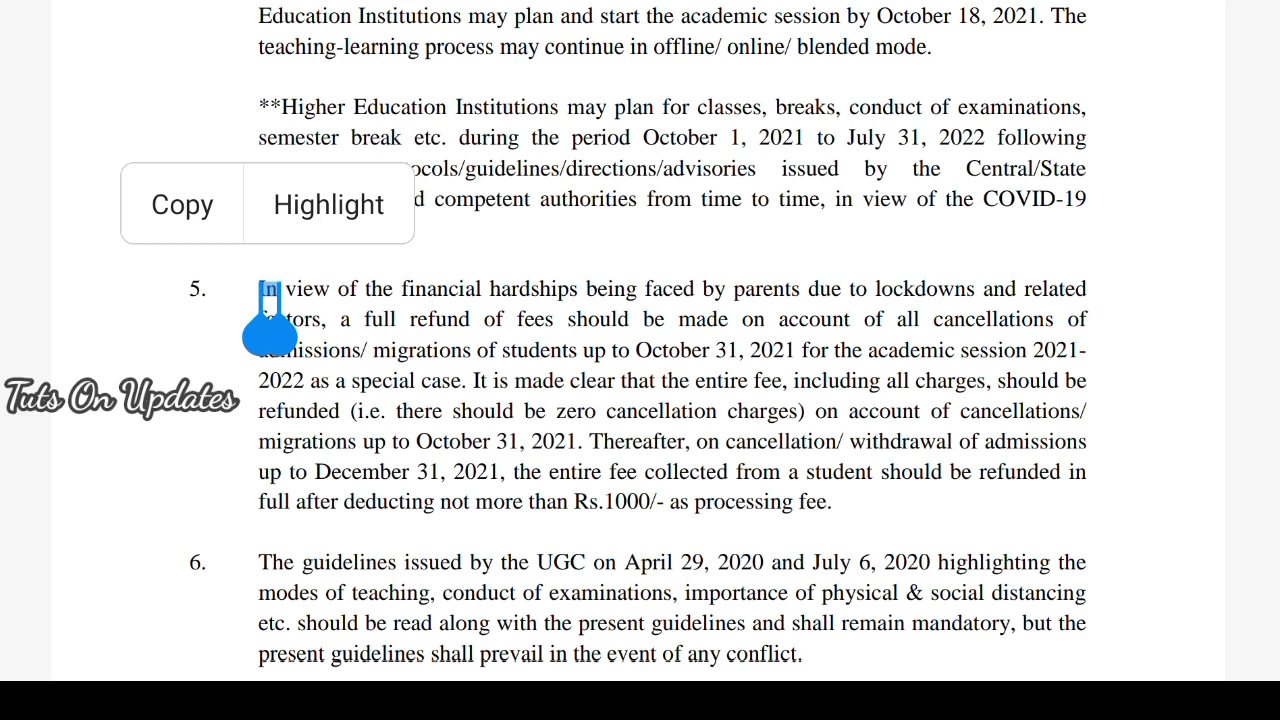 Education Institutions may plan and start the academic session by October 18, 2021. The
teaching-learning process may continue in offline/ online/ blended mode.
**Higher Education Institutions may plan for classes, breaks, conduct of examinations,
semester break etc. during the period October 1, 2021 to July 31, 2022 following
ocols/guidelines/directions/advisories issued by the Central/State
Copy Highlight
d competent authorities from time to time, in view of the COVID-19
5. In view of the financial hardships being faced by parents due to lockdowns and related
tors, a full refund of fees should be made on account of all cancellations of
missions/ migrations of students up to October 31, 2021 for the academic session 2021-
2022 as a special case. It is made clear that the entire fee, including all charges, should be
Tuts On Updates
refunded (i.e. there should be zero cancellation charges) on account of cancellations/
migrations up to October 31, 2021. Thereafter, on cancellation/ withdrawal of admissions
up to December 31, 2021, the entire fee collected from a student should be refunded in
full after deducting not more than Rs.1000/- as processing fee.
6. The guidelines issued by the UGC on April 29, 2020 and July 6, 2020 highlighting the
modes of teaching, conduct of examinations, importance of physical & social distancing
etc. should be read along with the present guidelines and shall remain mandatory, but the
present guidelines shall prevail in the event of any conflict.